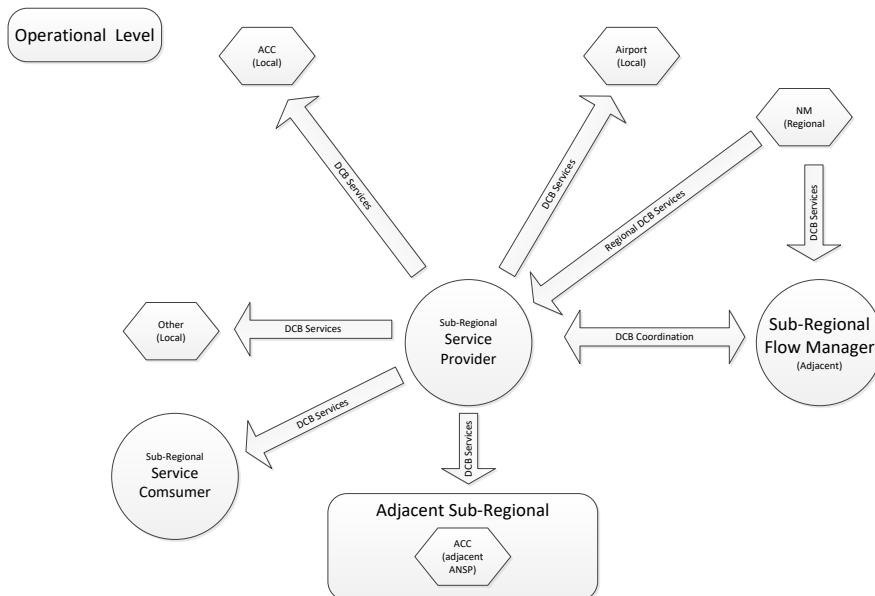 Operational Level
ACC
(Local)
Airport
(Local)
NM
(Regional
DCB Services
DCB Services
Regional DCB Services
DCB Services
Other
(Local)
DCB Services
Sub-Regional
Service
Provider
DCB Coordination
Sub-Regional
Flow Manager
(Adjacent)
DCB Services
DCB Services
Sub-Regional
Service
Comsumer
Adjacent Sub-Regional
ACC
(adjacent
ANSP)